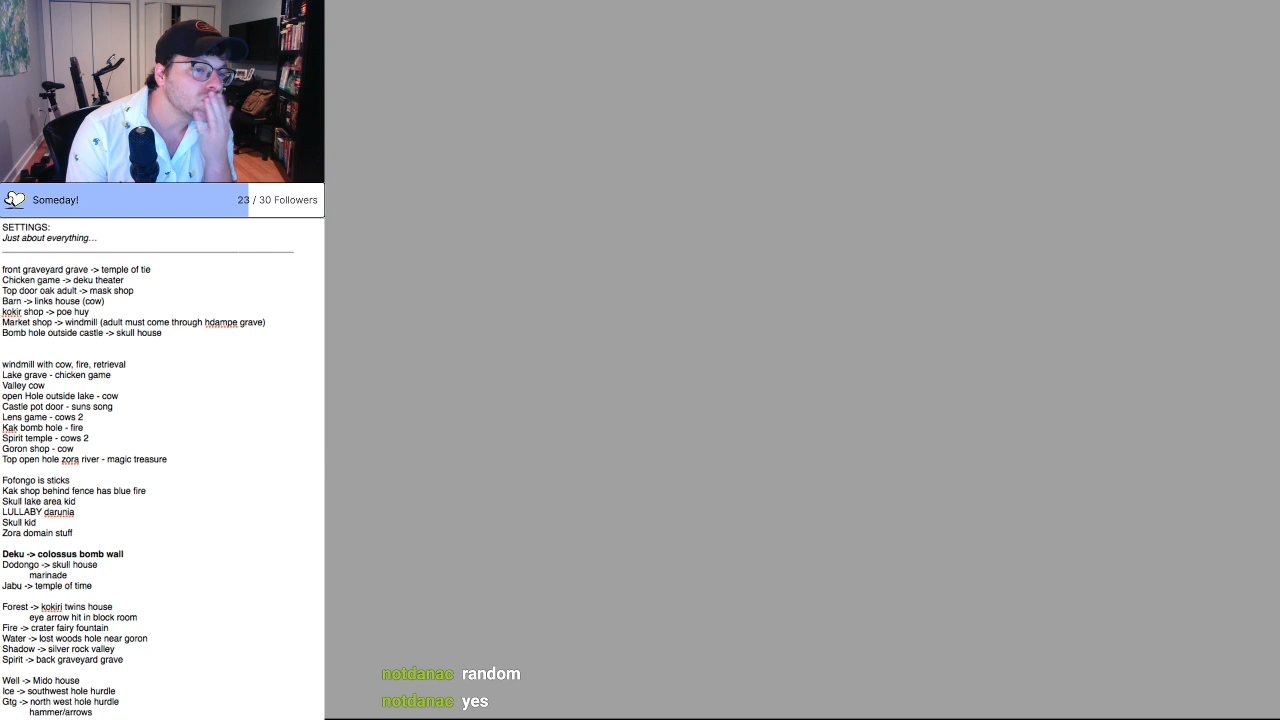 Someday!
23 / 30 Followers
SETTINGS:
Just about everything...
front graveyard grave -> temple of tie
Chicken game -> deku theater
Top door oak adult -> mask shop
Barn -> links house (cow)
kokir shop -> poe huy
Market shop -> windmill (adult must come through hdampe grave)
Bomb hole outside castle -> skull house
windmill with cow, fire, retrieval
Lake grave - chicken game
Valley cow
open Hole outside lake - cow
Castle pot door - suns song
Lens game - cows 2
Kak bomb hole - fire
Spirit temple - cows 2
Goron shop - cow
Top open hole zora river - magic treasure
Fofongo is sticks
Kak shop behind fence has blue fire
Skull lake area kid
LULLABY darunia
Skull kid
Zora domain stuff
Deku -> colossus bomb wall
Dodongo -> skull house
marinade
Jabu -> temple of time
Forest -> kokiri twins house
eye arrow hit in block room
Fire -> crater fairy fountain
Water -> lost woods hole near goron
Shadow -> silver rock valley
Spirit -> back graveyard grave
Well -> Mido house
Ice -> southwest hole hurdle
Gtg -> north west hole hurdle
hammer/arrows
notdanac random
notdanac yes